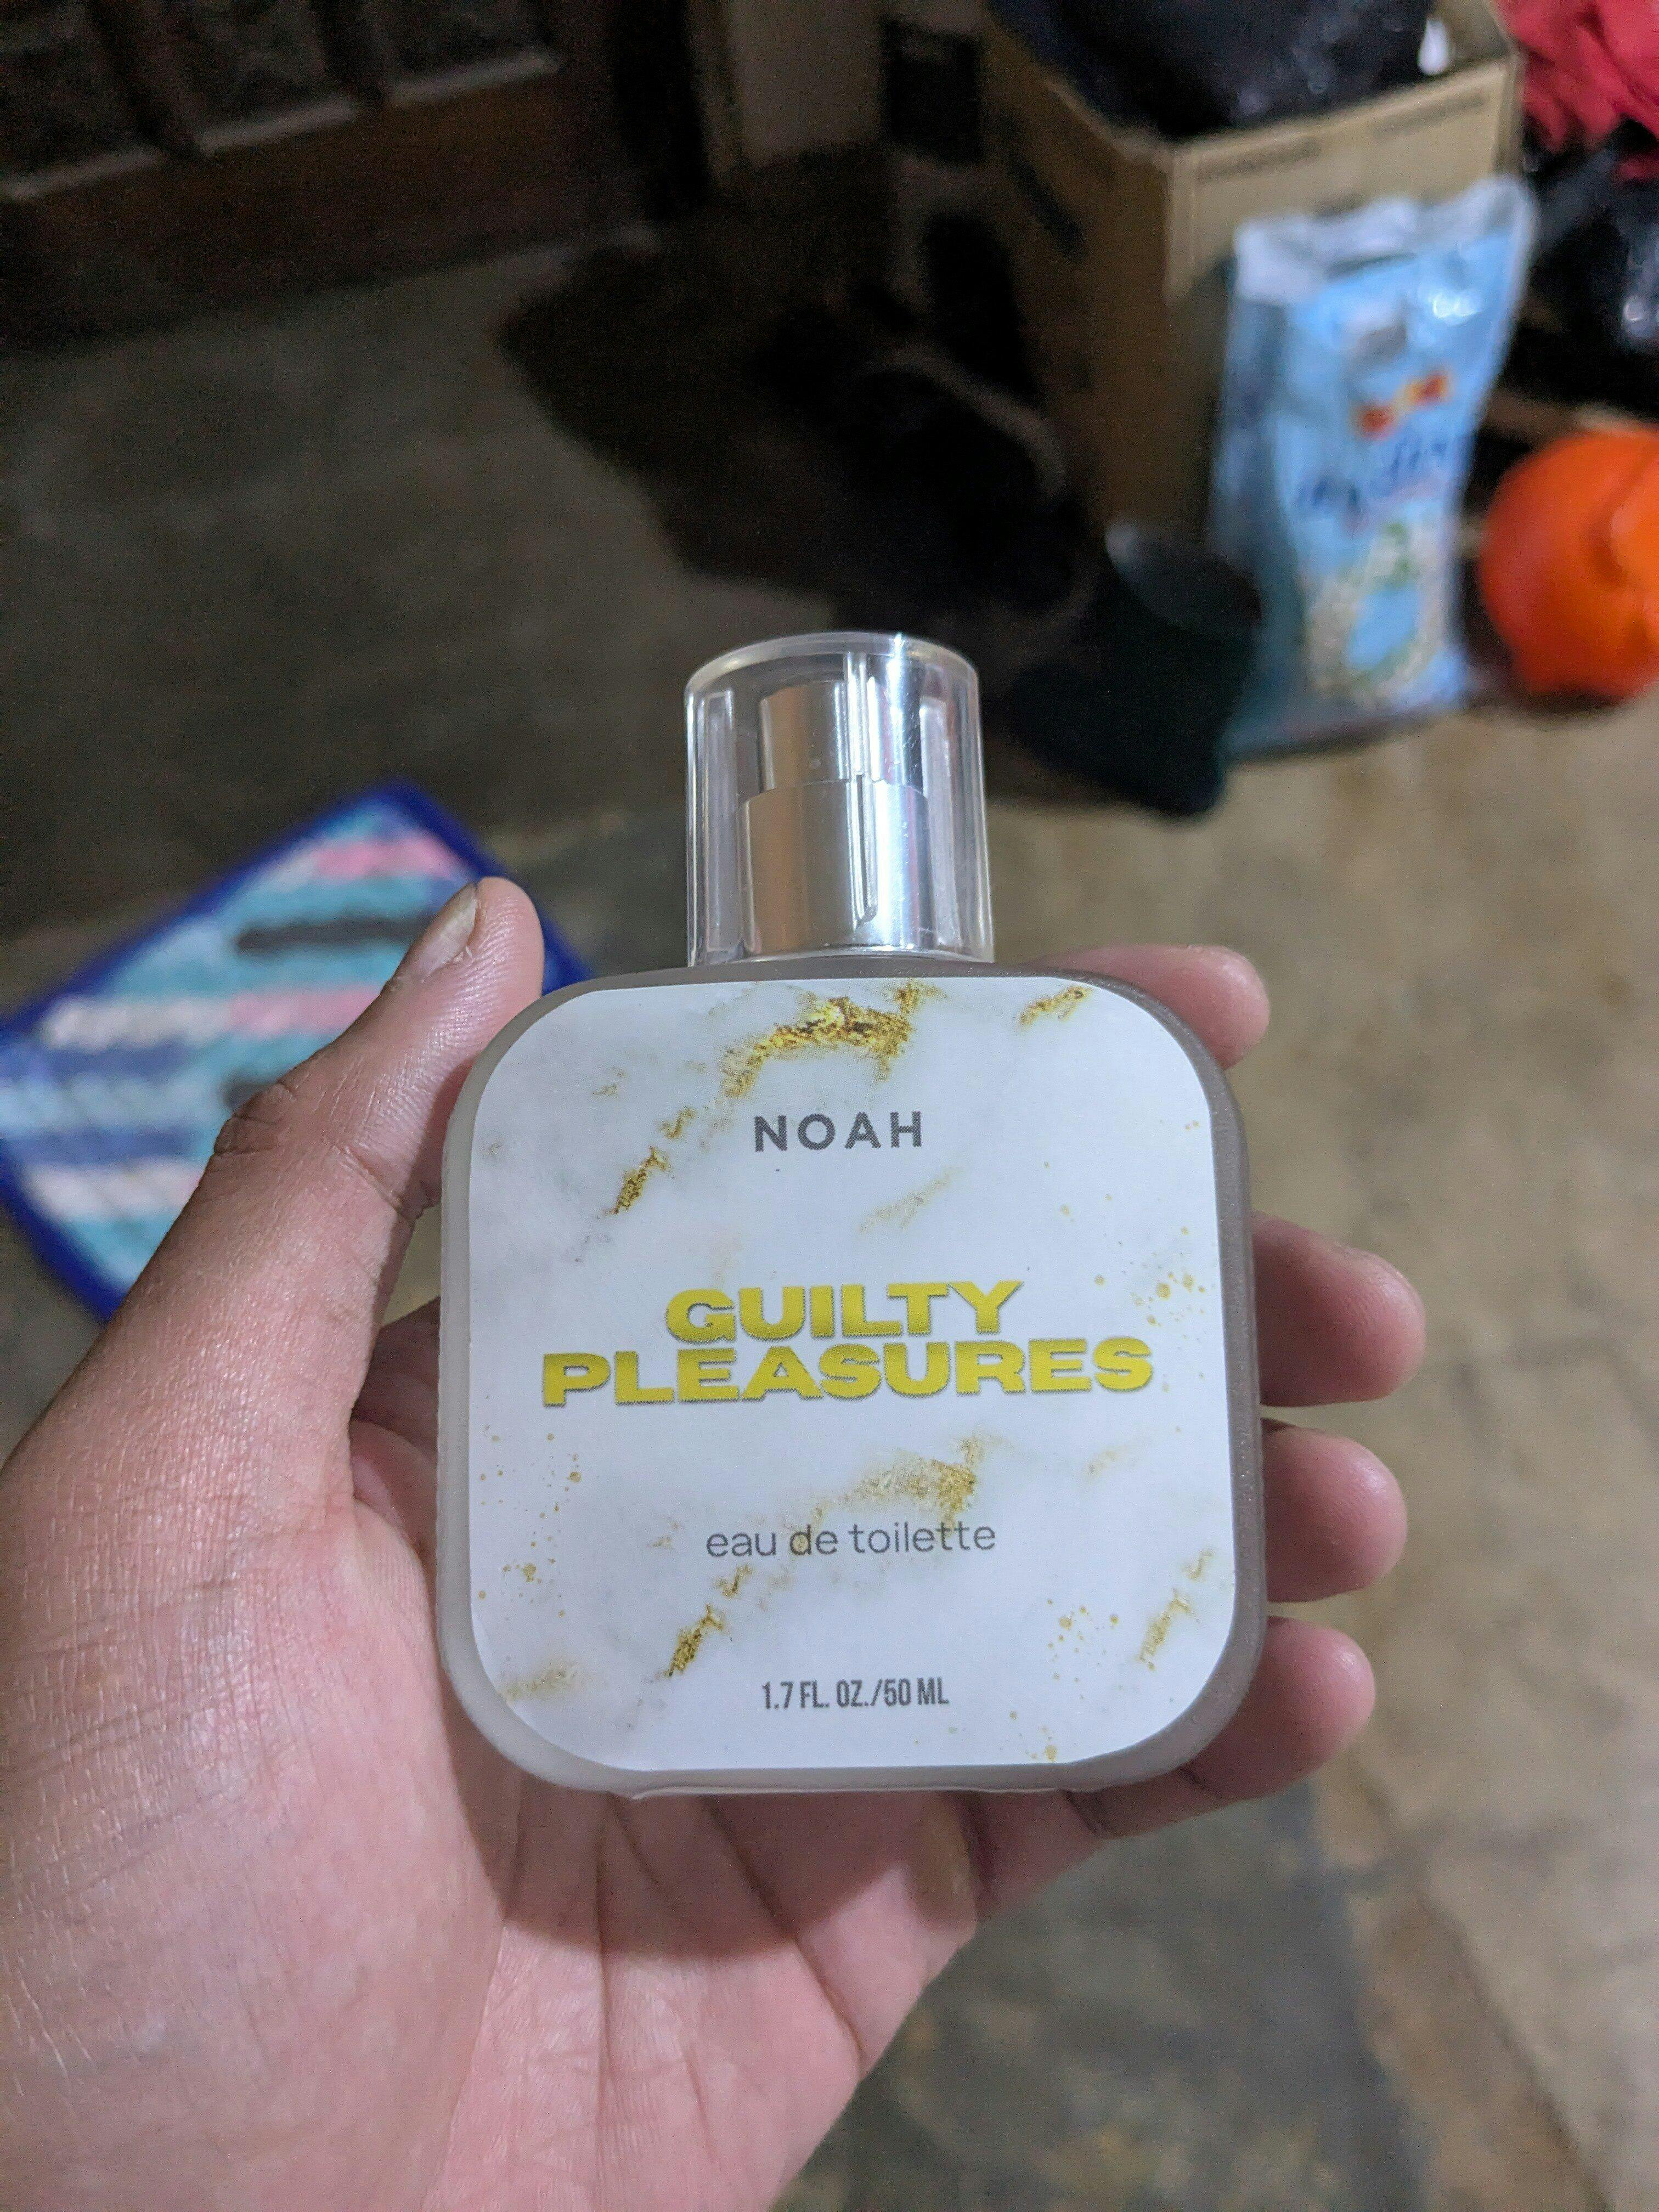 NOAH
GUILTY
PLEASURES
eau de toilette
1.7 FL. OZ./50 ML